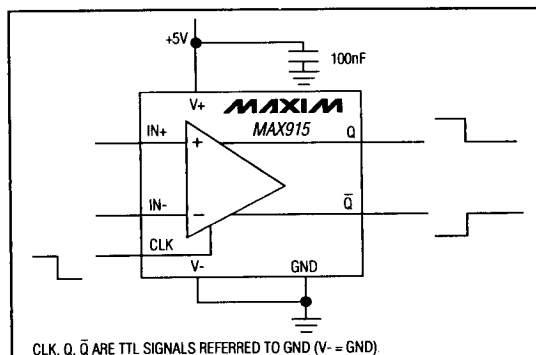 +5V
100nF
V+
MAXIM
MAX915
IN+
+
Q
IN-
−
Q̅
CLK
V-
GND
CLK, Q, Q̅ ARE TTL SIGNALS REFERRED TO GND (V- = GND).